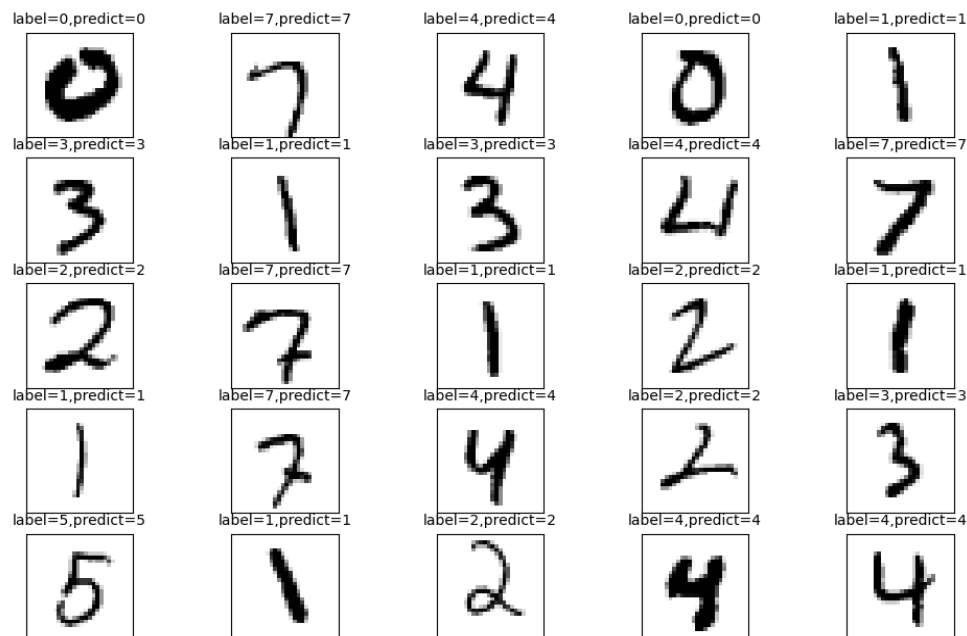 label=0,predict=0 label=7,predict=7 label=4,predict=4 label=0,predict=0 label=1,predict=1
0 7 4 0 1
label=3,predict=3 label=1,predict=1 label=3,predict=3 label=4,predict=4 label=7,predict=7
3 1 3 4 7
label=2,predict=2 label=7,predict=7 label=1,predict=1 label=2,predict=2 label=1,predict=1
2 7 1 2 1
label=1,predict=1 label=7,predict=7 label=4,predict=4 label=2,predict=2 label=3,predict=3
1 7 4 2 3
label=5,predict=5 label=1,predict=1 label=2,predict=2 label=4,predict=4 label=4,predict=4
5 1 2 4 4